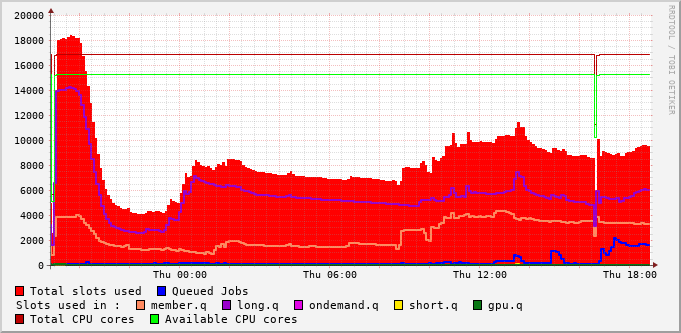 20000
18000
16000
14000
12000
10000
8000
6000
4000
2000
0
Thu 00:00 Thu 06:00 Thu 12:00 Thu 18:00
RRDTOOL / TOBI OETIKER
Total slots used Queued Jobs
Slots used in : member.q long.q ondemand.q short.q gpu.q
Total CPU cores Available CPU cores